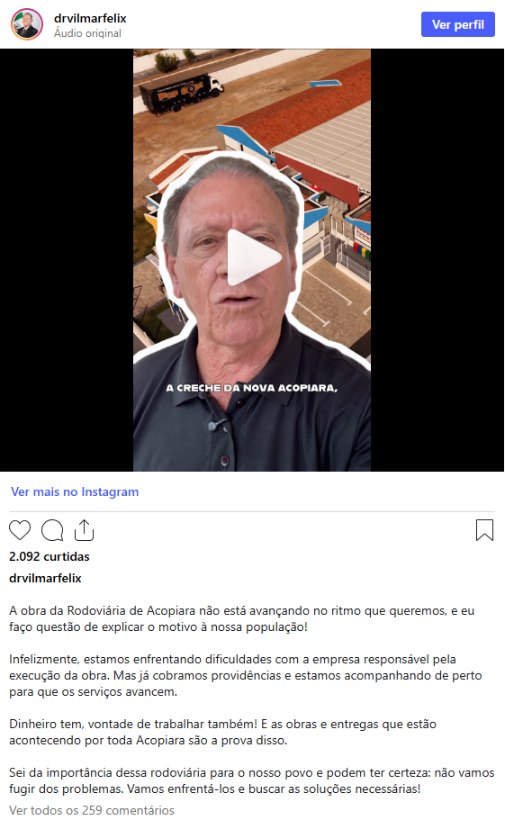 drvilmarfelix
Áudio original
Ver perfil
A CRECHE DA NOVA ACOPIARA,
Ver mais no Instagram
2.092 curtidas
drvilmarfelix
A obra da Rodoviária de Acopiara não está avançando no ritmo que queremos, e eu
faço questão de explicar o motivo à nossa população!
Infelizmente, estamos enfrentando dificuldades com a empresa responsável pela
execução da obra. Mas já cobramos providências e estamos acompanhando de perto
para que os serviços avancem.
Dinheiro tem, vontade de trabalhar também! E as obras e entregas que estão
acontecendo por toda Acopiara são a prova disso.
Sei da importância dessa rodoviária para o nosso povo e podem ter certeza: não vamos
fugir dos problemas. Vamos enfrentá-los e buscar as soluções necessárias!
Ver todos os 259 comentários